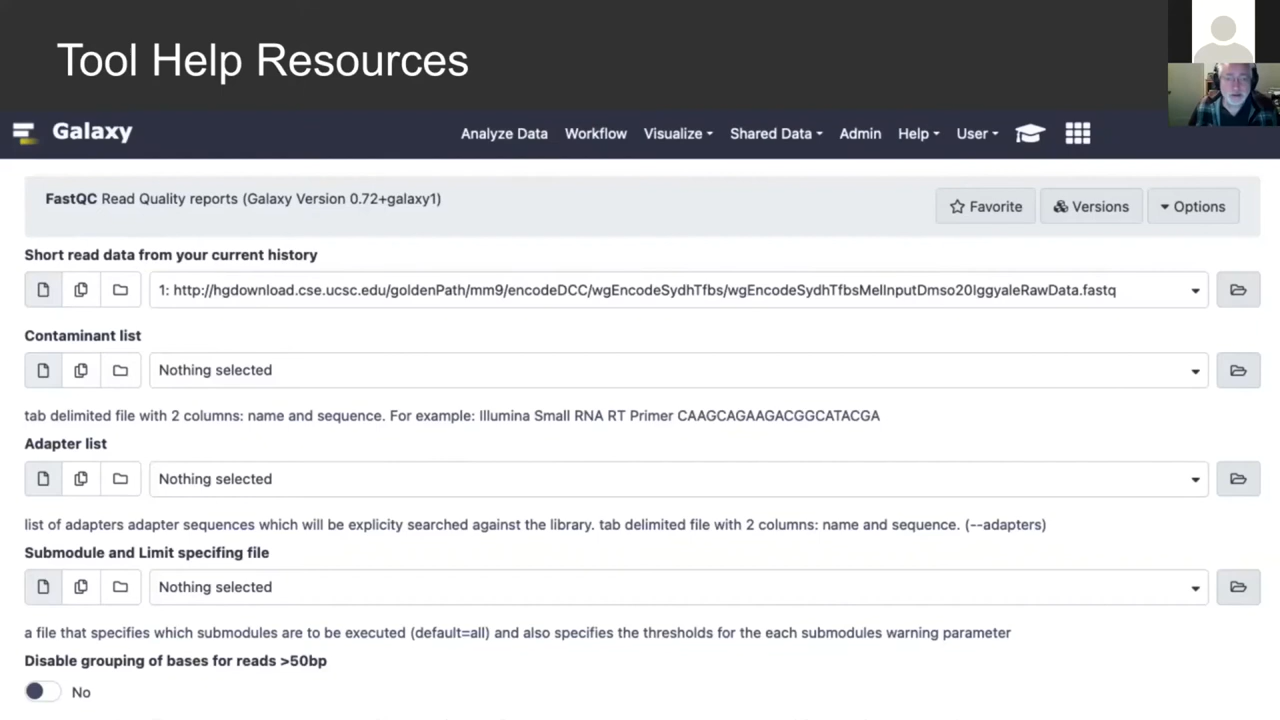 Tool Help Resources
Galaxy
Analyze Data Workflow Visualize Shared Data Admin Help User
FastQC Read Quality reports (Galaxy Version 0.72+galaxy1)
Favorite Versions Options
Short read data from your current history
1: http://hgdownload.cse.ucsc.edu/goldenPath/mm9/encodeDCC/wgEncodeSydhTfbs/wgEncodeSydhTfbsMelInputDmso20IggyaleRawData.fastq
Contaminant list
Nothing selected
tab delimited file with 2 columns: name and sequence. For example: Illumina Small RNA RT Primer CAAGCAGAAGACGGCATACGA
Adapter list
Nothing selected
list of adapters adapter sequences which will be explicity searched against the library. tab delimited file with 2 columns: name and sequence. (--adapters)
Submodule and Limit specifing file
Nothing selected
a file that specifies which submodules are to be executed (default=all) and also specifies the thresholds for the each submodules warning parameter
Disable grouping of bases for reads >50bp
No